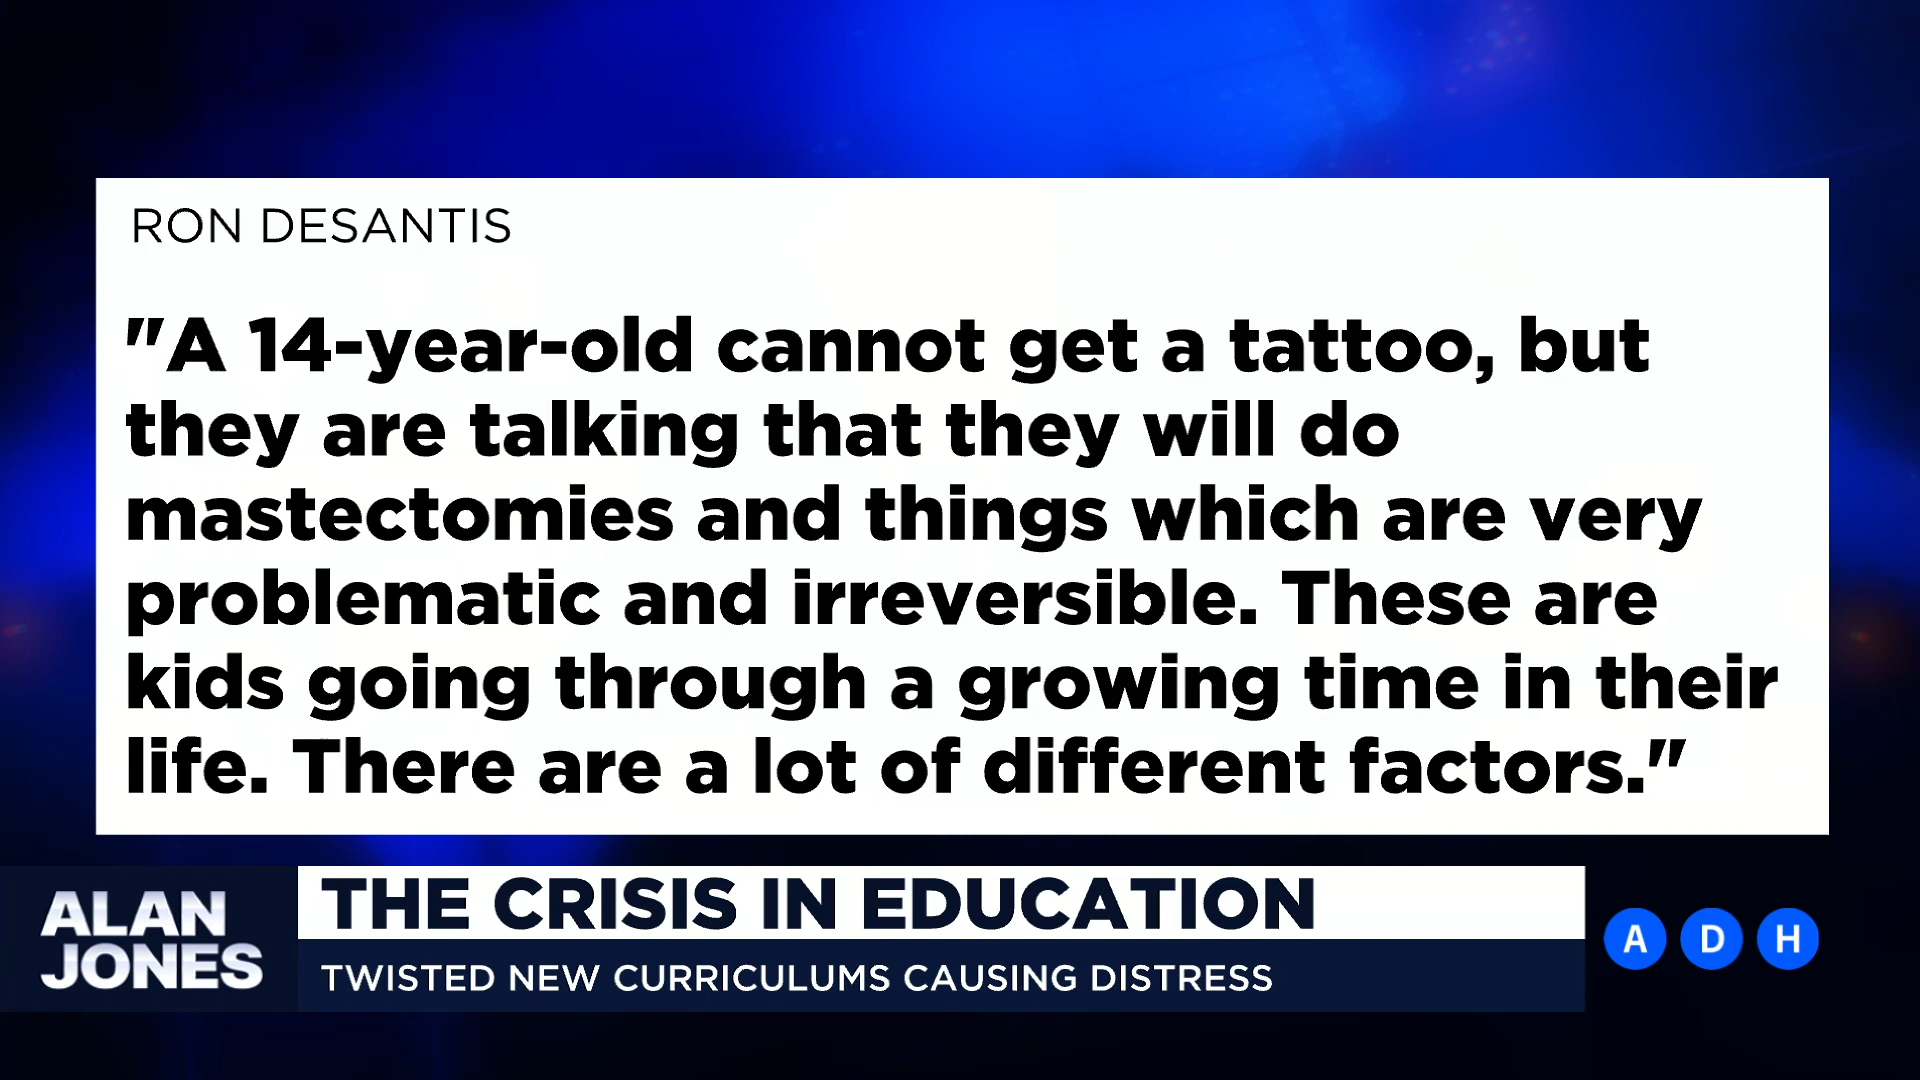 RON DESANTIS
"A 14-year-old cannot get a tattoo, but
they are talking that they will do
mastectomies and things which are very
problematic and irreversible. These are
kids going through a growing time in their
life. There are a lot of different factors."
ALAN
JONES
THE CRISIS IN EDUCATION
TWISTED NEW CURRICULUMS CAUSING DISTRESS
A D H